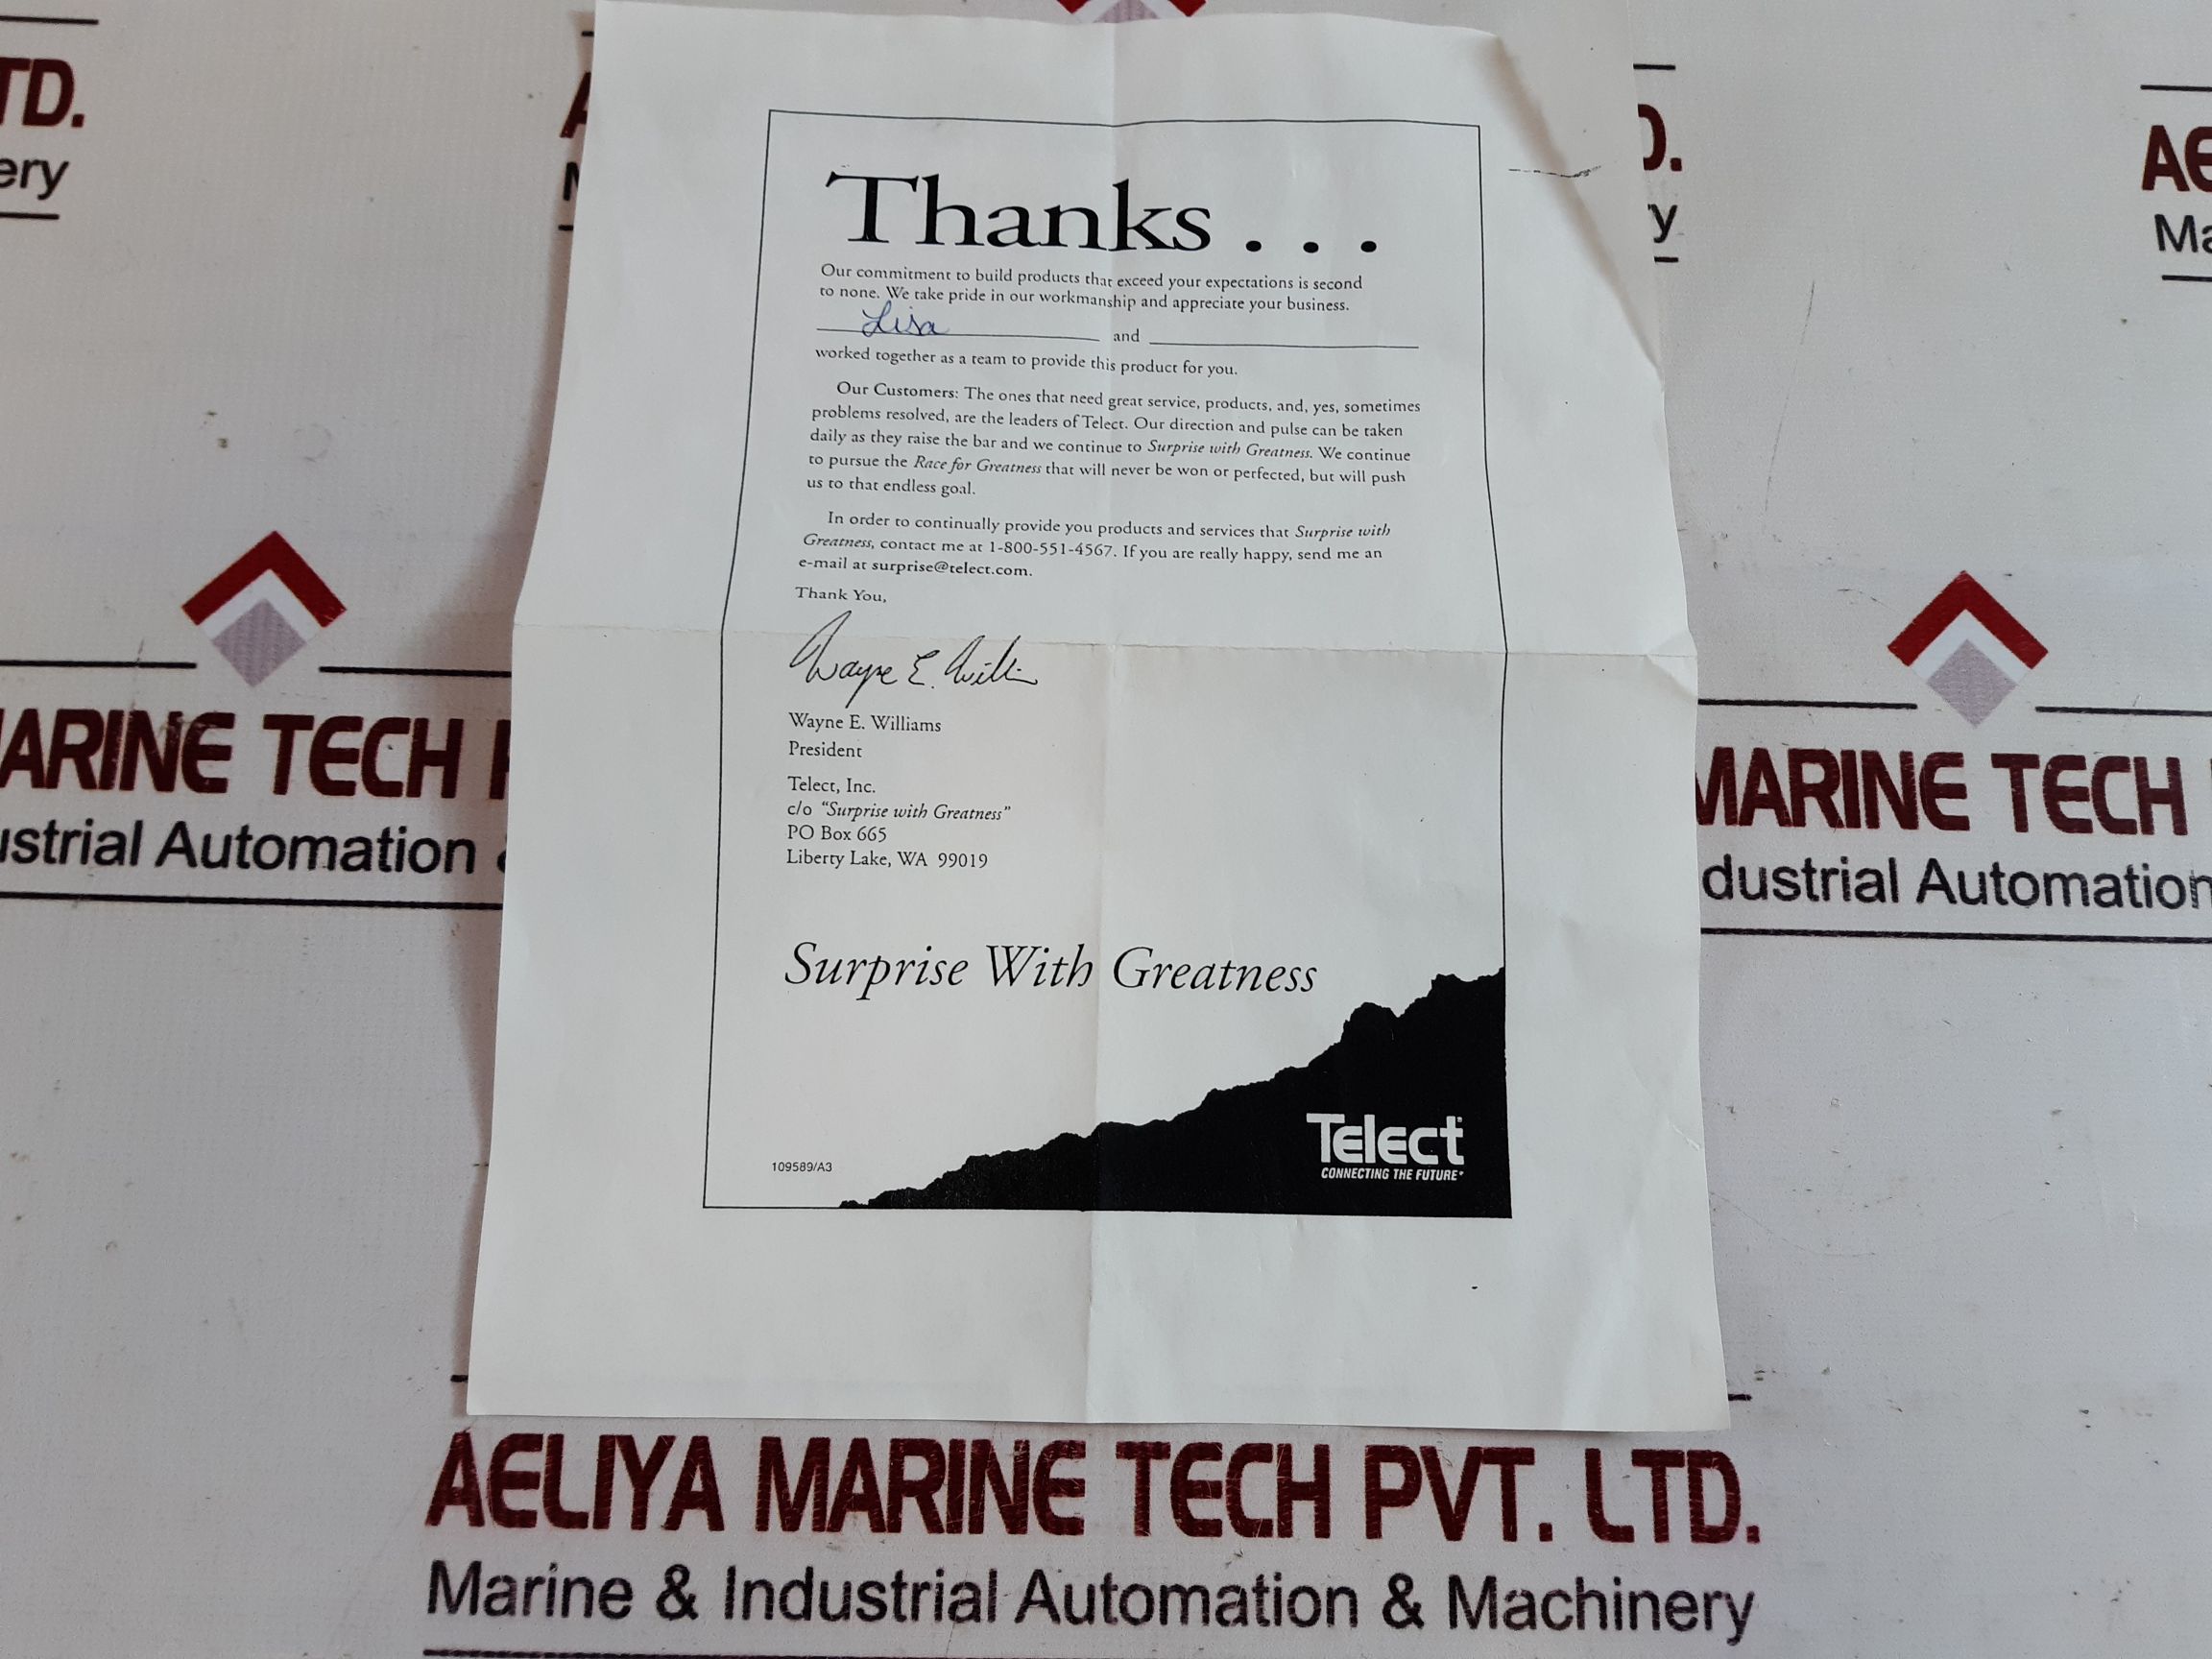 TD.
ery
D.
y
AE
Ma
Thanks . . .
Our commitment to build products that exceed your expectations is second
to none. We take pride in our workmanship and appreciate your business.
Lisa and
worked together as a team to provide this product for you.
Our Customers: The ones that need great service, products, and, yes, sometimes
problems resolved, are the leaders of Telect. Our direction and pulse can be taken
daily as they raise the bar and we continue to Surprise with Greatness. We continue
to pursue the Race for Greatness that will never be won or perfected, but will push
us to that endless goal.
In order to continually provide you products and services that Surprise with
Greatness, contact me at 1-800-551-4567. If you are really happy, send me an
e-mail at surprise@telect.com.
Thank You,
Wayne E. Willi
Wayne E. Williams
President
Telect, Inc.
c/o "Surprise with Greatness"
PO Box 665
Liberty Lake, WA 99019
Surprise With Greatness
109589/A3
Telect
CONNECTING THE FUTURE
ARINE TECH P
ustrial Automation &
MARINE TECH
dustrial Automation
AELIYA MARINE TECH PVT. LTD.
Marine & Industrial Automation & Machinery